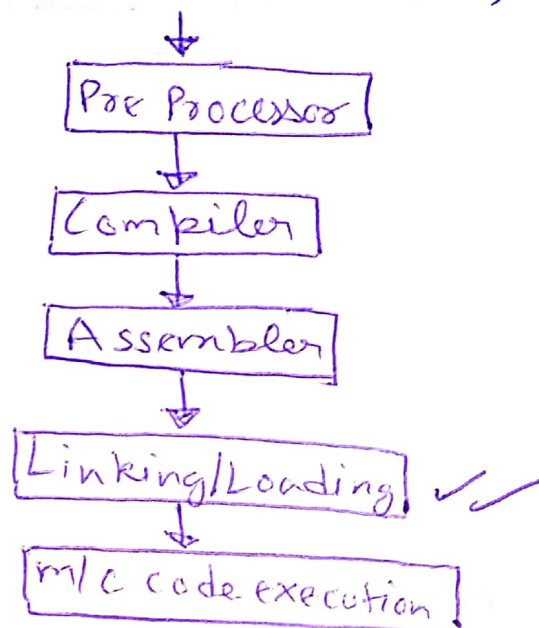 Pre Processor
Compiler
Assembler
Linking/Loading
m/c code execution